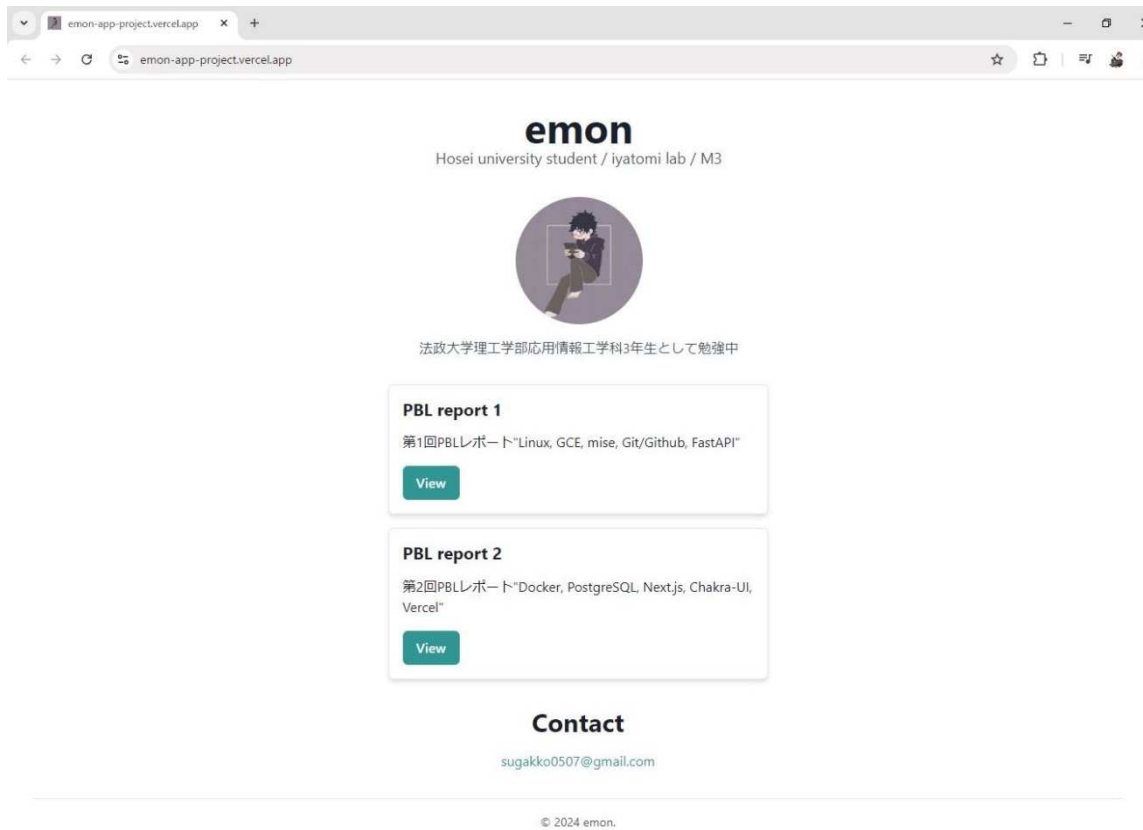 emon-app-project.vercel.app
emon-app-project.vercel.app
emon
Hosei university student / iyatomi lab / M3
法政大学理工学部応用情報工学科3年生として勉強中
PBL report 1
第1回PBLレポート"Linux, GCE, mise, Git/Github, FastAPI"
View
PBL report 2
第2回PBLレポート"Docker, PostgreSQL, Next.js, Chakra-UI,
Vercel"
View
Contact
sugakko0507@gmail.com
© 2024 emon.